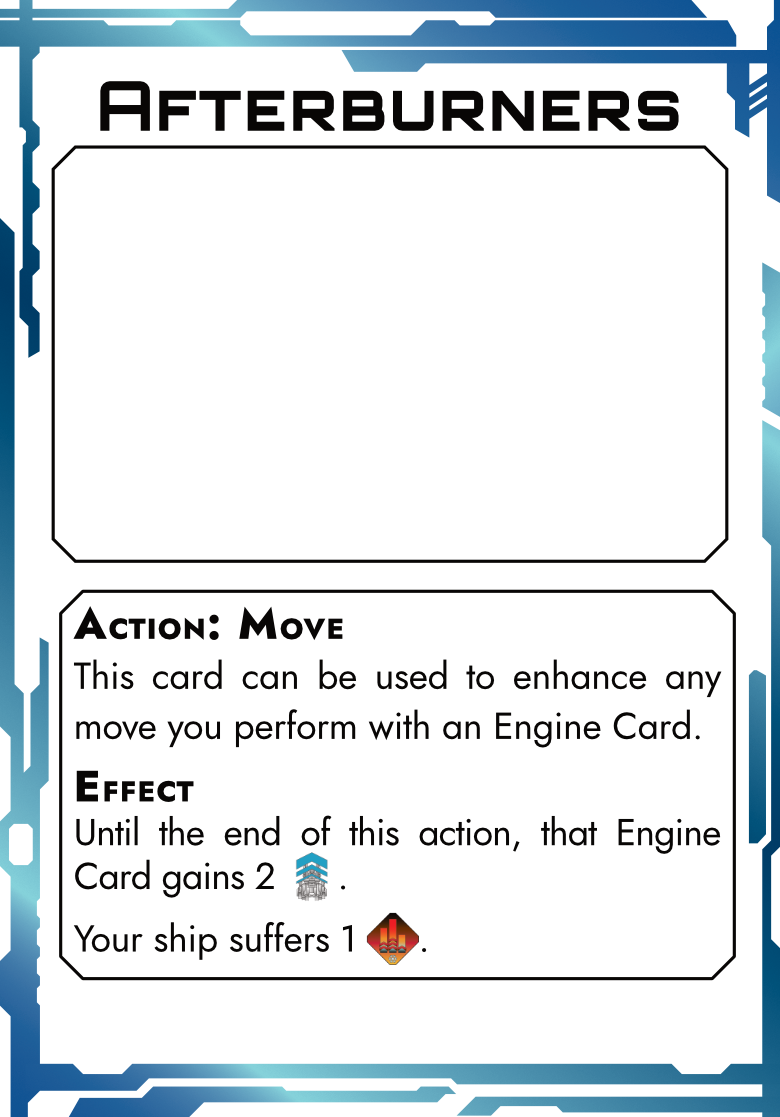 Afterburners
Action: Move
This card can be used to enhance any
move you perform with an Engine Card.
Effect
Until the end of this action, that Engine
Card gains 2 .
Your ship suffers 1 .